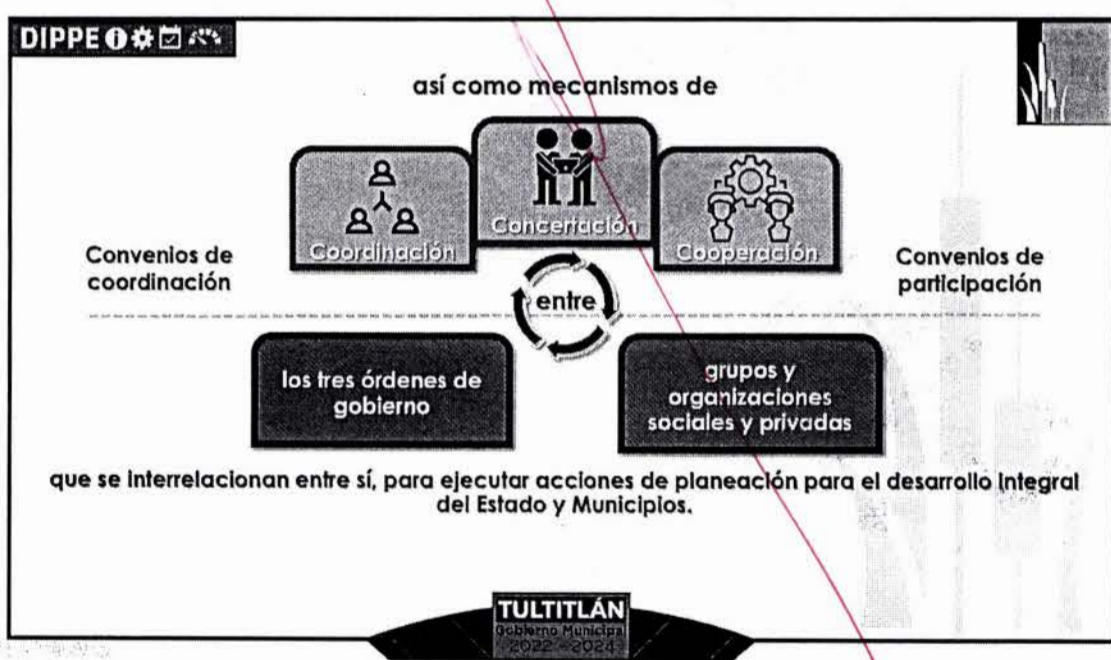 DIPPE
así como mecanismos de
Coordinación
Concertación
Cooperación
Convenios de
coordinación
entre
Convenios de
participación
los tres órdenes de
gobierno
grupos y
organizaciones
sociales y privadas
que se interrelacionan entre sí, para ejecutar acciones de planeación para el desarrollo integral
del Estado y Municipios.
TULTITLÁN
Gobierno Municipal
2022 - 2024